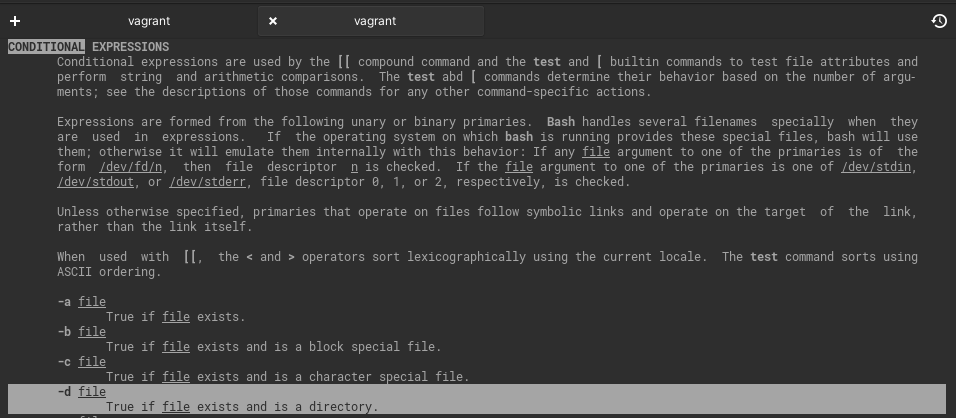 + vagrant × vagrant
CONDITIONAL EXPRESSIONS
Conditional expressions are used by the [[ compound command and the test and [ builtin commands to test file attributes and
perform string and arithmetic comparisons. The test abd [ commands determine their behavior based on the number of argu-
ments; see the descriptions of those commands for any other command-specific actions.
Expressions are formed from the following unary or binary primaries. Bash handles several filenames specially when they
are used in expressions. If the operating system on which bash is running provides these special files, bash will use
them; otherwise it will emulate them internally with this behavior: If any file argument to one of the primaries is of the
form /dev/fd/n, then file descriptor n is checked. If the file argument to one of the primaries is one of /dev/stdin,
/dev/stdout, or /dev/stderr, file descriptor 0, 1, or 2, respectively, is checked.
Unless otherwise specified, primaries that operate on files follow symbolic links and operate on the target of the link,
rather than the link itself.
When used with [[, the < and > operators sort lexicographically using the current locale. The test command sorts using
ASCII ordering.
-a file
True if file exists.
-b file
True if file exists and is a block special file.
-c file
True if file exists and is a character special file.
-d file
True if file exists and is a directory.